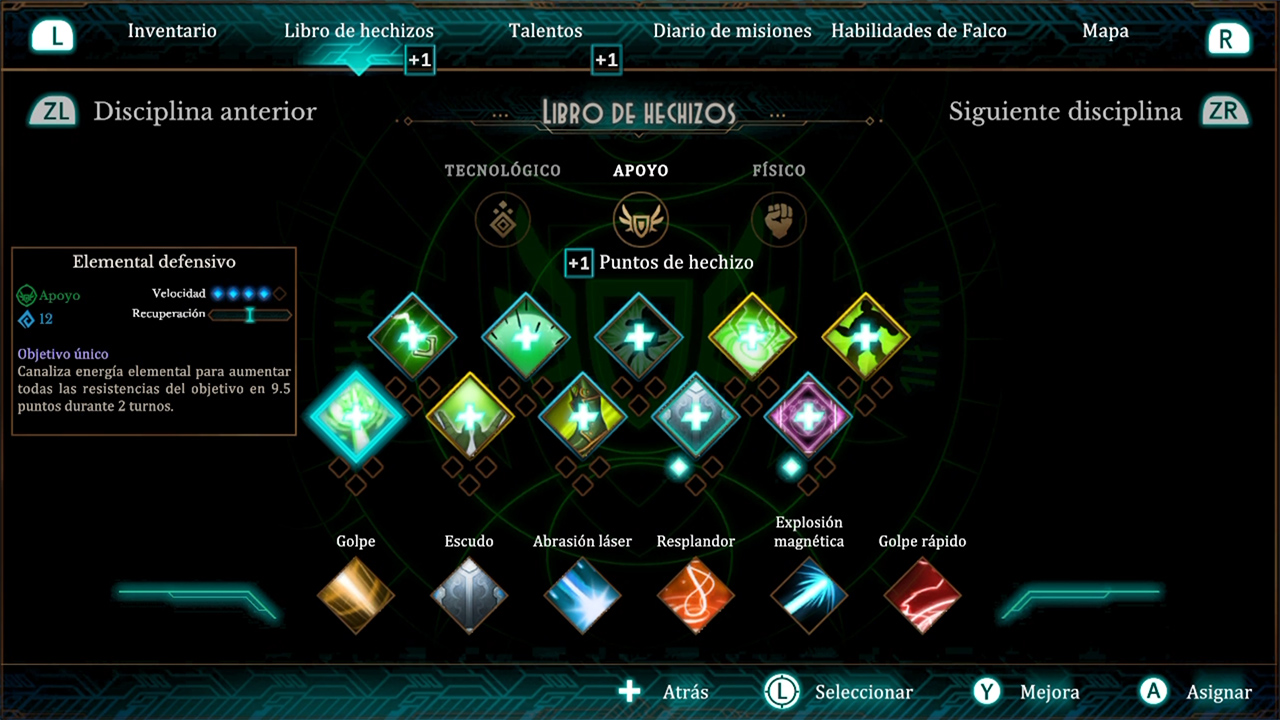 L
Inventario
Libro de hechizos
+1
Talentos
+1
Diario de misiones
Habilidades de Falco
Mapa
R
ZL Disciplina anterior
LIBRO DE HECHIZOS
Siguiente disciplina ZR
TECNOLÓGICO
APOYO
FÍSICO
+1 Puntos de hechizo
Elemental defensivo
Apoyo
Velocidad
12
Recuperación
Objetivo único
Canaliza energía elemental para aumentar
todas las resistencias del objetivo en 9.5
puntos durante 2 turnos.
Golpe
Escudo
Abrasión láser
Resplandor
Explosión
magnética
Golpe rápido
Atrás
L Seleccionar
Y Mejora
A Asignar